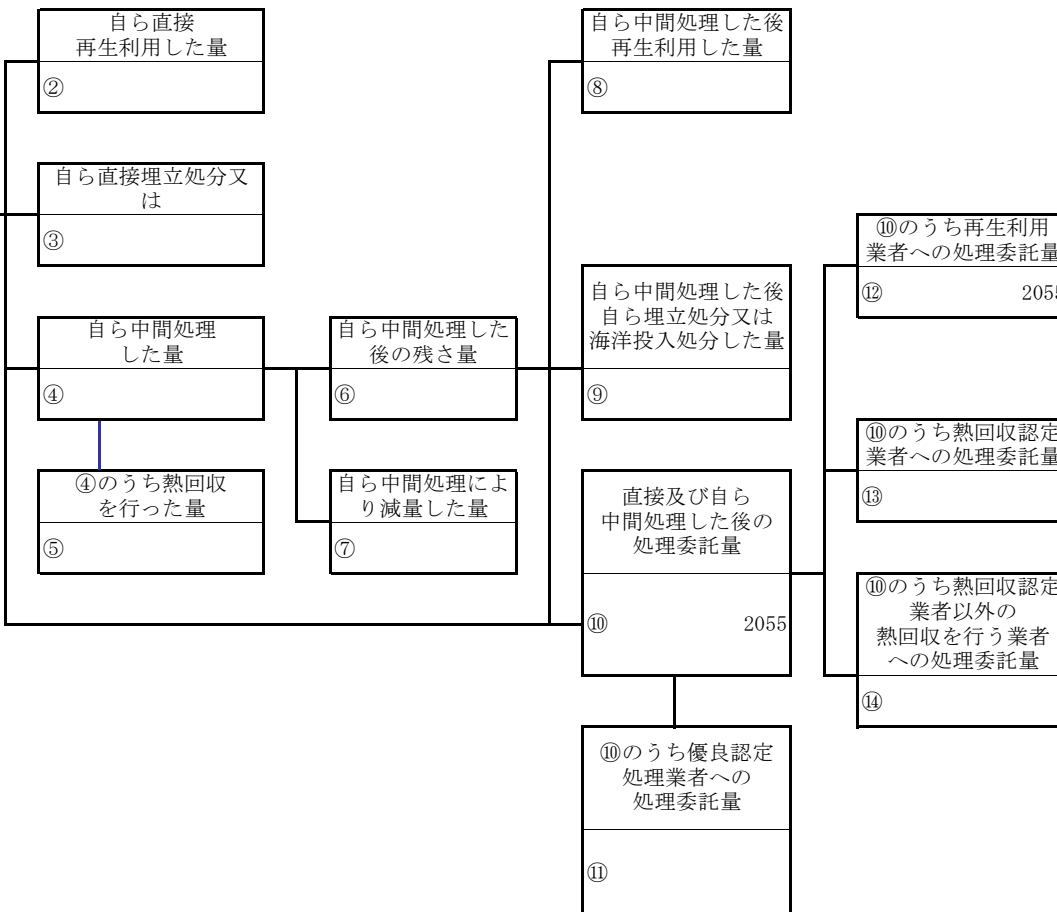 自ら直接
再生利用した量
②
自ら中間処理した後
再生利用した量
⑧
自ら直接埋立処分又
は
③
⑩のうち再生利用
業者への処理委託量
⑫ 2055
自ら中間処理した後
自ら埋立処分又は
海洋投入処分した量
⑨
自ら中間処理
した量
④
自ら中間処理した
後の残さ量
⑥
⑩のうち熱回収認定
業者への処理委託量
⑬
④のうち熱回収
を行った量
⑤
自ら中間処理によ
り減量した量
⑦
直接及び自ら
中間処理した後の
処理委託量
⑩ 2055
⑩のうち熱回収認定
業者以外の
熱回収を行う業者
への処理委託量
⑭
⑩のうち優良認定
処理業者への
処理委託量
⑪